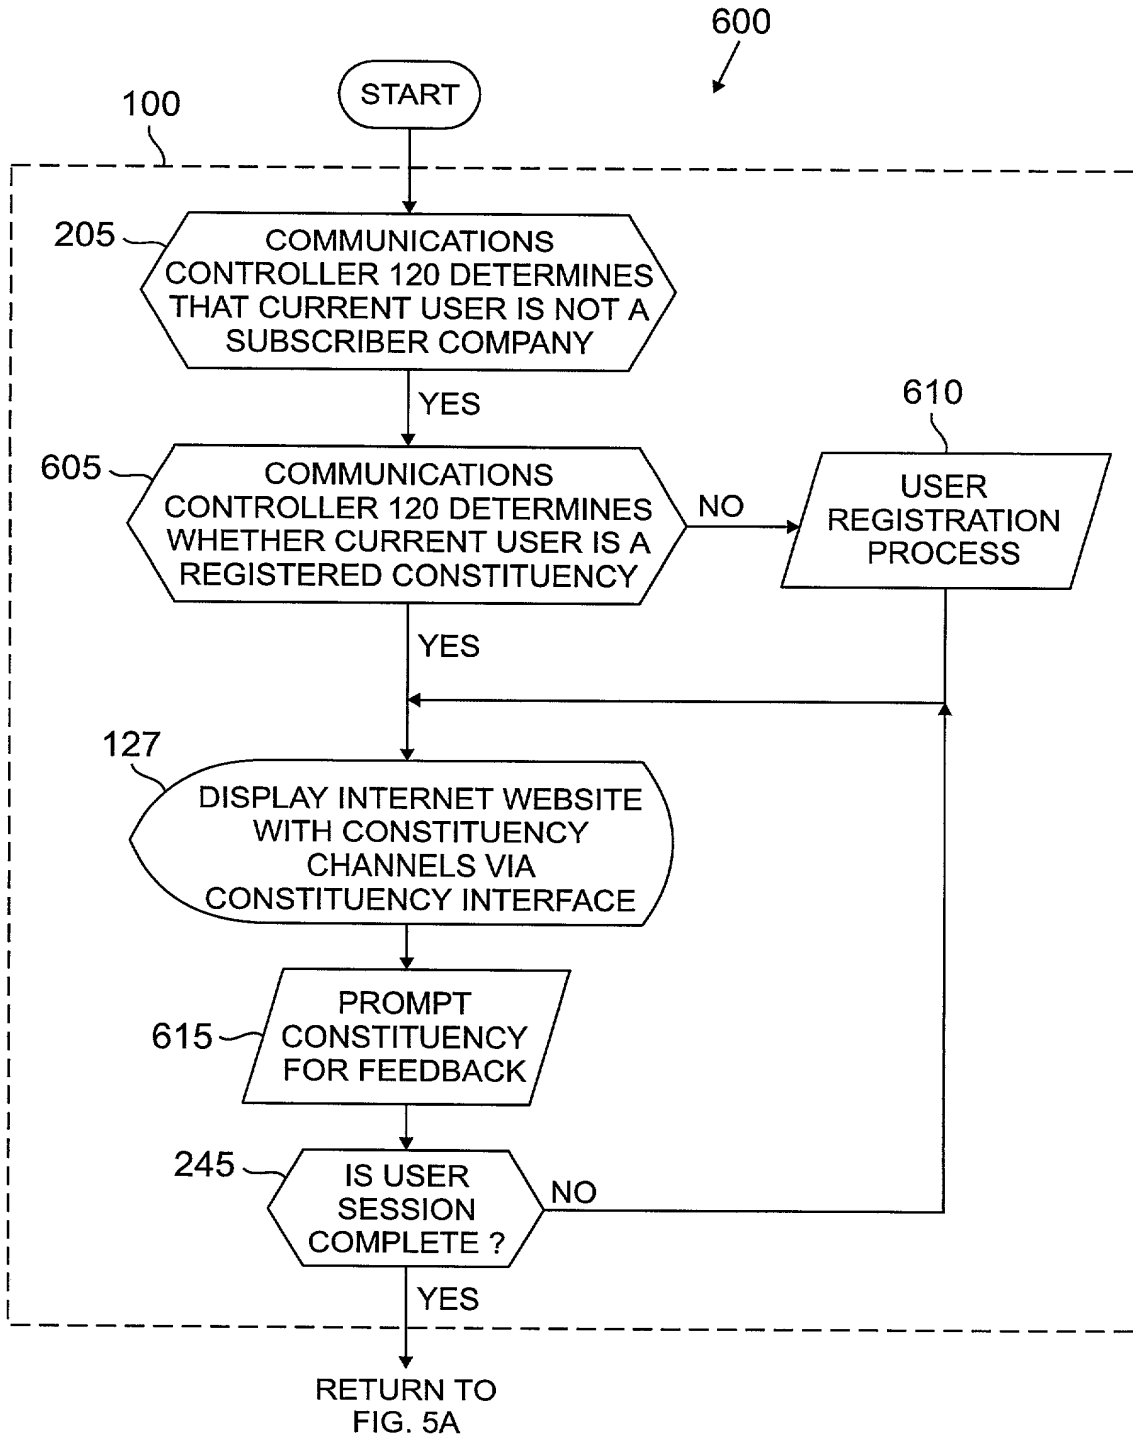 600
START
100
205
COMMUNICATIONS
CONTROLLER 120 DETERMINES
THAT CURRENT USER IS NOT A
SUBSCRIBER COMPANY
YES
605
COMMUNICATIONS
CONTROLLER 120 DETERMINES
WHETHER CURRENT USER IS A
REGISTERED CONSTITUENCY
NO
610
USER
REGISTRATION
PROCESS
YES
127
DISPLAY INTERNET WEBSITE
WITH CONSTITUENCY
CHANNELS VIA
CONSTITUENCY INTERFACE
615
PROMPT
CONSTITUENCY
FOR FEEDBACK
245
IS USER
SESSION
COMPLETE ?
NO
YES
RETURN TO
FIG. 5A